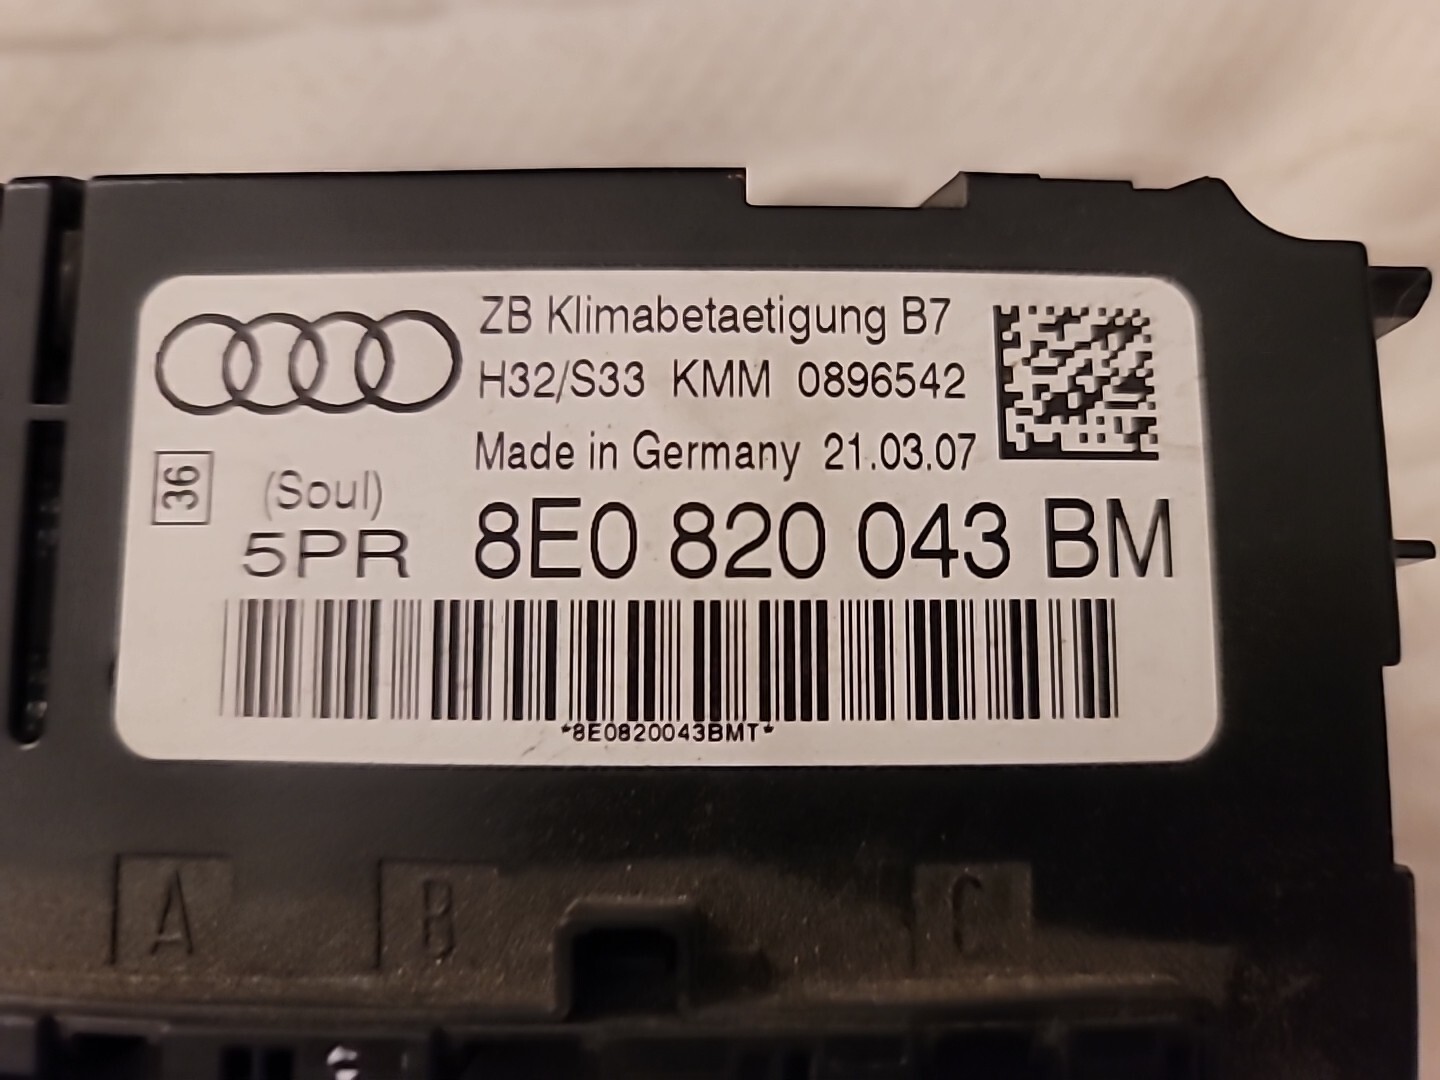 ZB Klimabetaetigung B7
H32/S33 KMM 0896542
Made in Germany 21.03.07
36
(Soul)
5PR 8E0 820 043 BM
*8E0820043BMT*
A B C